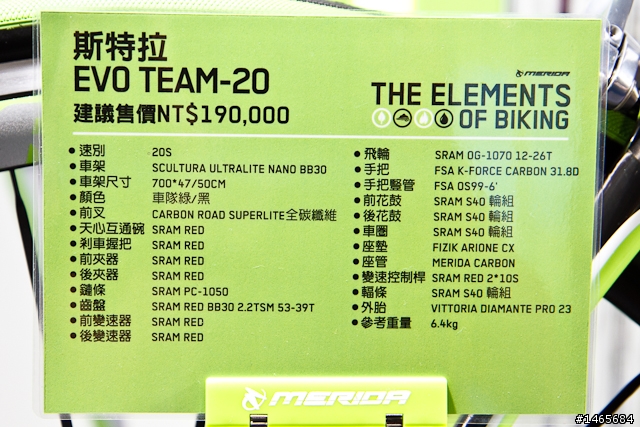 斯特拉
EVO TEAM-20
建議售價NT$190,000
MERIDA
THE ELEMENTS
OF BIKING
●速別 20S
●車架 SCULTURA ULTRALITE NANO BB30
●車架尺寸 700*47/50CM
●顏色 車隊綠/黑
●前叉 CARBON ROAD SUPERLITE全碳纖維
●天心互通碗 SRAM RED
●剎車握把 SRAM RED
●前夾器 SRAM RED
●後夾器 SRAM RED
●鏈條 SRAM PC-1050
●齒盤 SRAM RED BB30 2.2TSM 53-39T
●前變速器 SRAM RED
●後變速器 SRAM RED
●飛輪 SRAM OG-1070 12-26T
●手把 FSA K-FORCE CARBON 31.8D
●手把豎管 FSA OS99-6'
●前花鼓 SRAM S40 輪組
●後花鼓 SRAM S40 輪組
●車圈 SRAM S40 輪組
●座墊 FIZIK ARIONE CX
●座管 MERIDA CARBON
●變速控制桿 SRAM RED 2*10S
●輻條 SRAM S40 輪組
●外胎 VITTORIA DIAMANTE PRO 23
●參考重量 6.4kg
MERIDA
#1465684